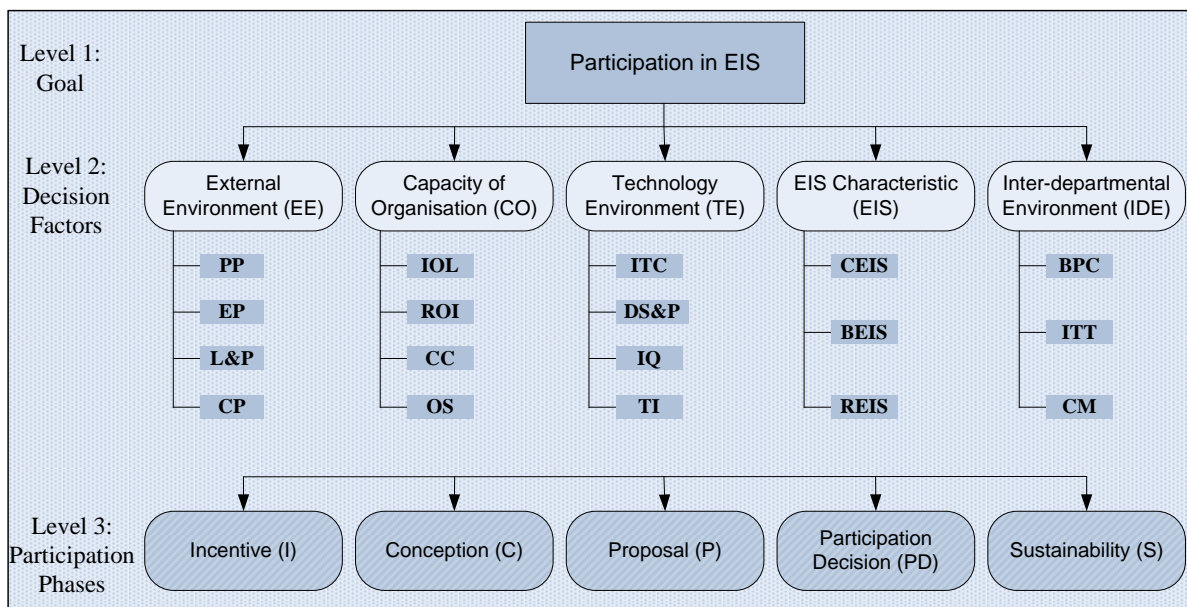 Level 1:
Goal
Participation in EIS
Level 2:
Decision
Factors
External
Environment (EE)
Capacity of
Organisation (CO)
Technology
Environment (TE)
EIS Characteristic
(EIS)
Inter-departmental
Environment (IDE)
PP
EP
L&P
CP
IOL
ROI
CC
OS
ITC
DS&P
IQ
TI
CEIS
BEIS
REIS
BPC
ITT
CM
Level 3:
Participation
Phases
Incentive (I)
Conception (C)
Proposal (P)
Participation
Decision (PD)
Sustainability (S)